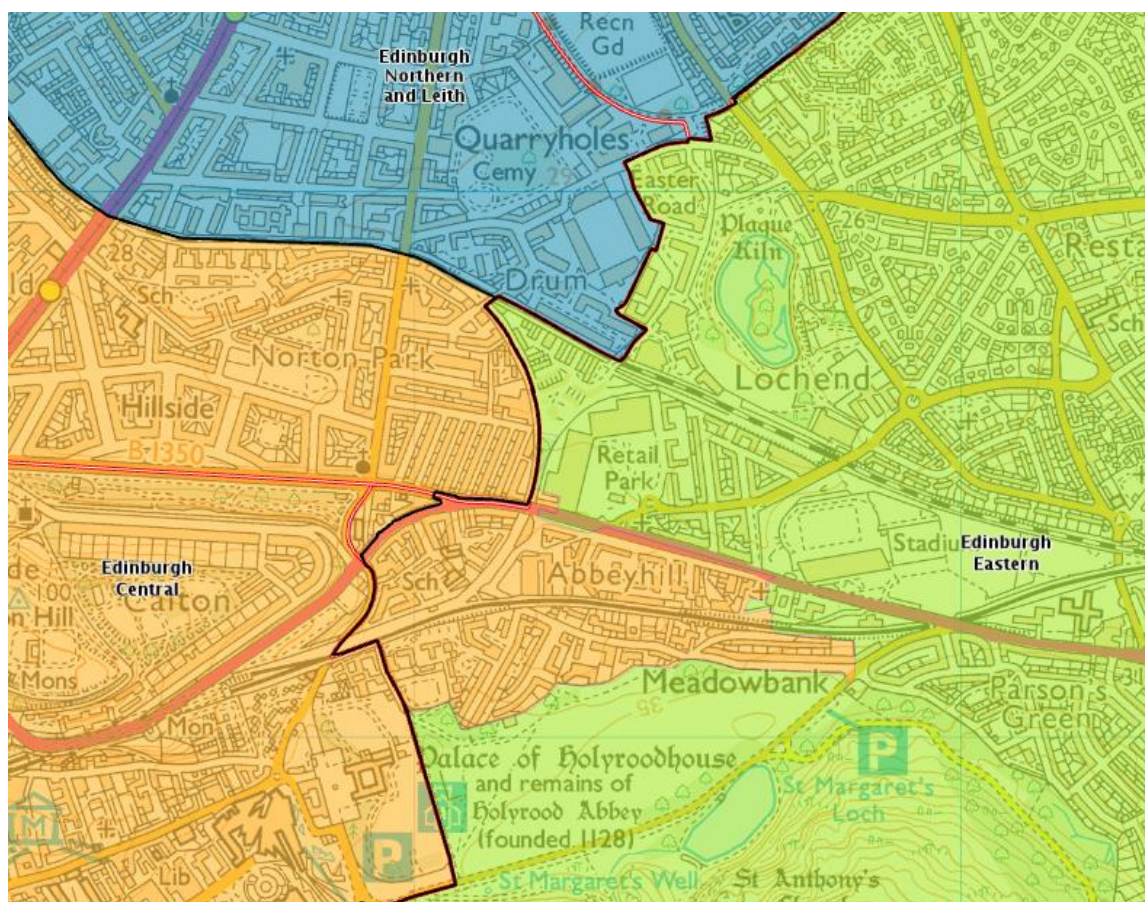 Recn
Gd
Edinburgh
Northern
and Leith
Quarryholes
Cemy 29
Easter
Road
Plague
Kiln
26
Drum
28
Sch
Norton Park
Hillside
B 1350
Lochend
Sch
Retail
Park
Stadiu
Edinburgh
Eastern
Edinburgh
Central
Calton
100
on Hill
Mons
Sch
Abbeyhill
Meadowbank
35
Parson's
Green
Mon
Palace of Holyroodhouse
and remains of
Holyrood Abbey
(founded 1128)
P
St Margaret's
Loch
M
P
Lib
St Margaret's Well
St Anthony's